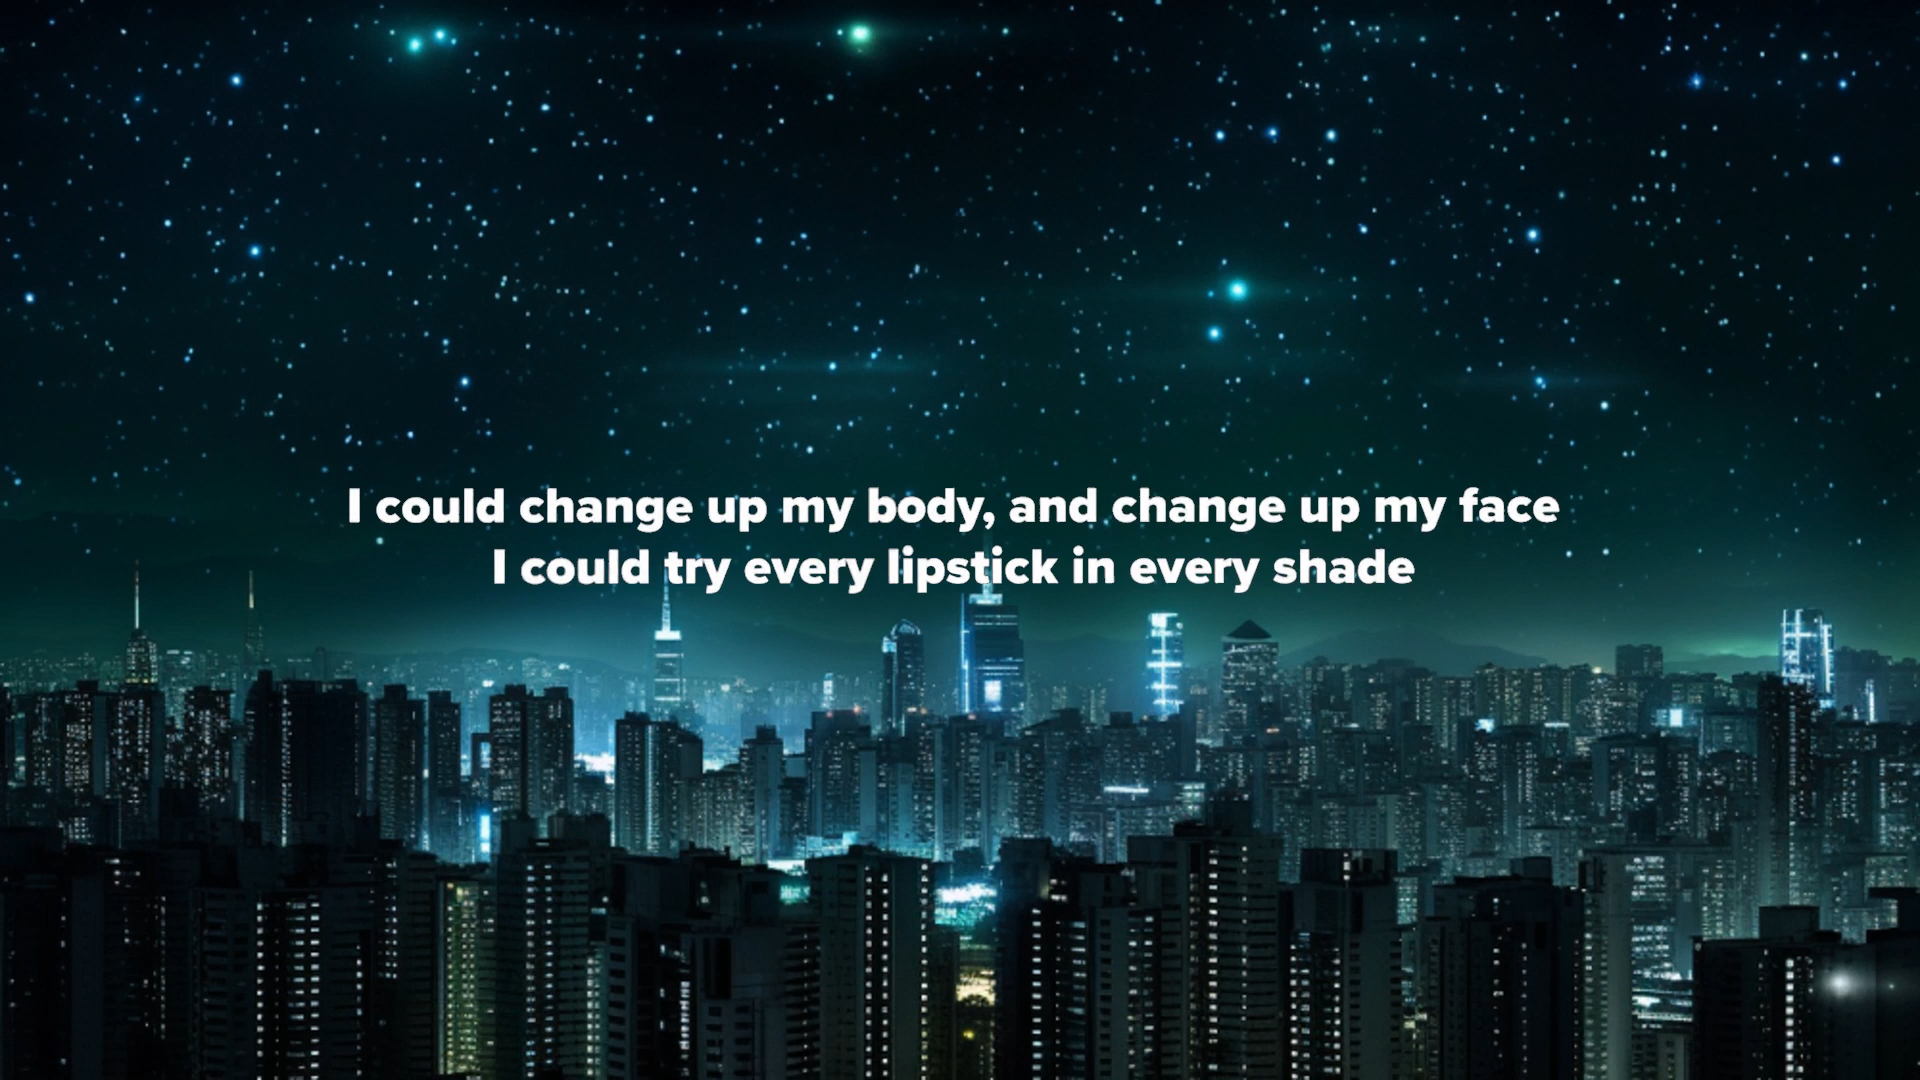 I could change up my body, and change up my face
I could try every lipstick in every shade